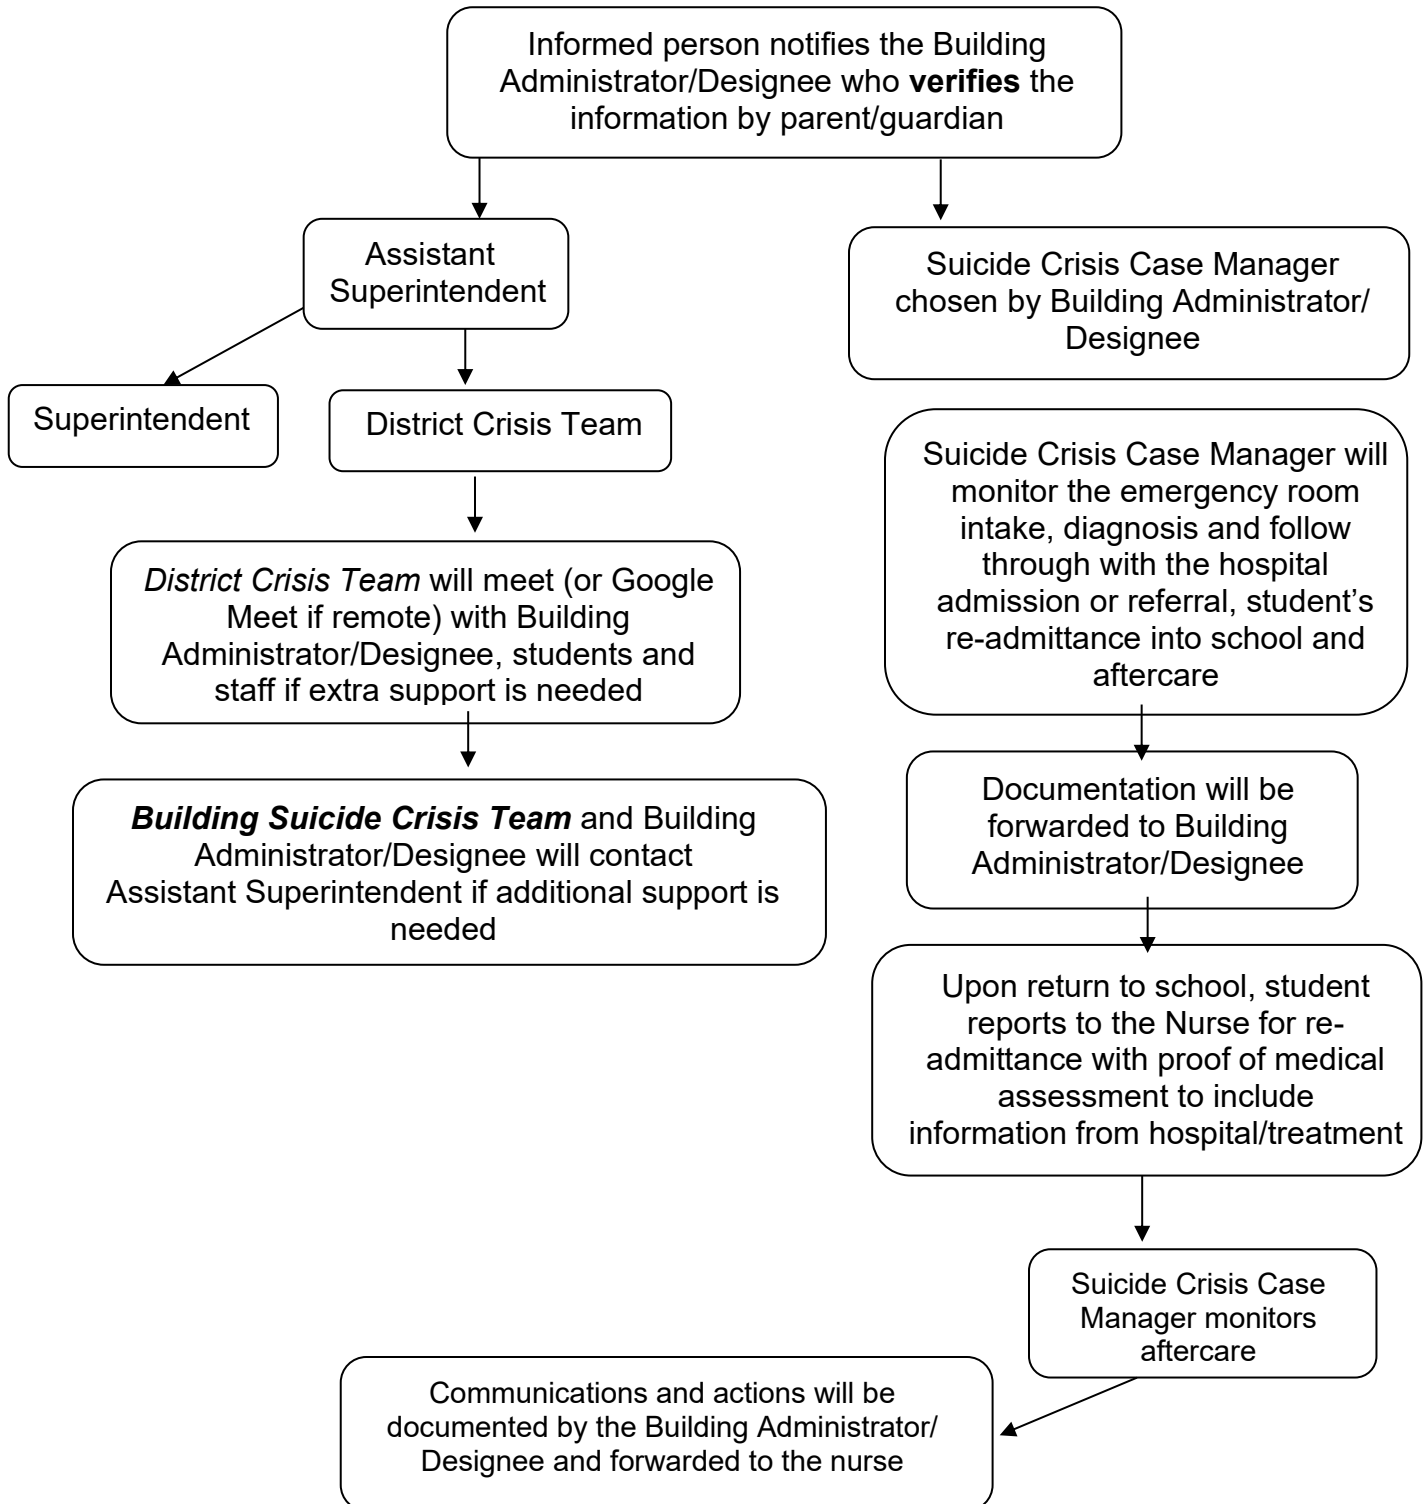 Informed person notifies the Building
Administrator/Designee who verifies the
information by parent/guardian
Assistant
Superintendent
Suicide Crisis Case Manager
chosen by Building Administrator/
Designee
Superintendent
District Crisis Team
Suicide Crisis Case Manager will
monitor the emergency room
intake, diagnosis and follow
through with the hospital
admission or referral, student’s
re-admittance into school and
aftercare
District Crisis Team will meet (or Google
Meet if remote) with Building
Administrator/Designee, students and
staff if extra support is needed
Building Suicide Crisis Team and Building
Administrator/Designee will contact
Assistant Superintendent if additional support is
needed
Documentation will be
forwarded to Building
Administrator/Designee
Upon return to school, student
reports to the Nurse for re-
admittance with proof of medical
assessment to include
information from hospital/treatment
Suicide Crisis Case
Manager monitors
aftercare
Communications and actions will be
documented by the Building Administrator/
Designee and forwarded to the nurse